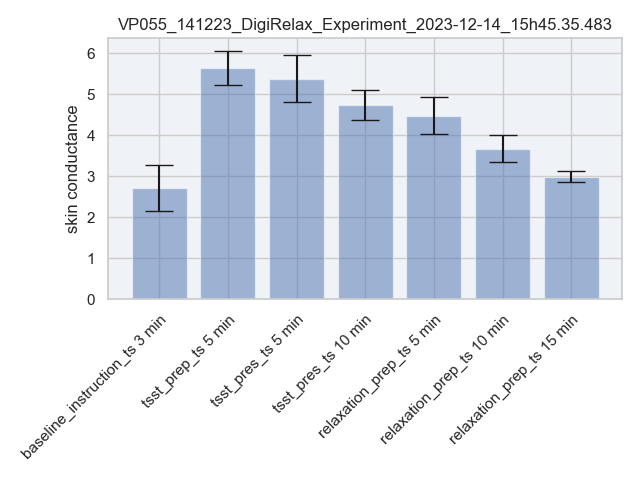 VP055_141223_DigiRelax_Experiment_2023-12-14_15h45.35.483
skin conductance
6
5
4
3
2
1
0
baseline_instruction_ts 3 min
tsst_prep_ts 5 min
tsst_pres_ts 5 min
tsst_pres_ts 10 min
relaxation_prep_ts 5 min
relaxation_prep_ts 10 min
relaxation_prep_ts 15 min